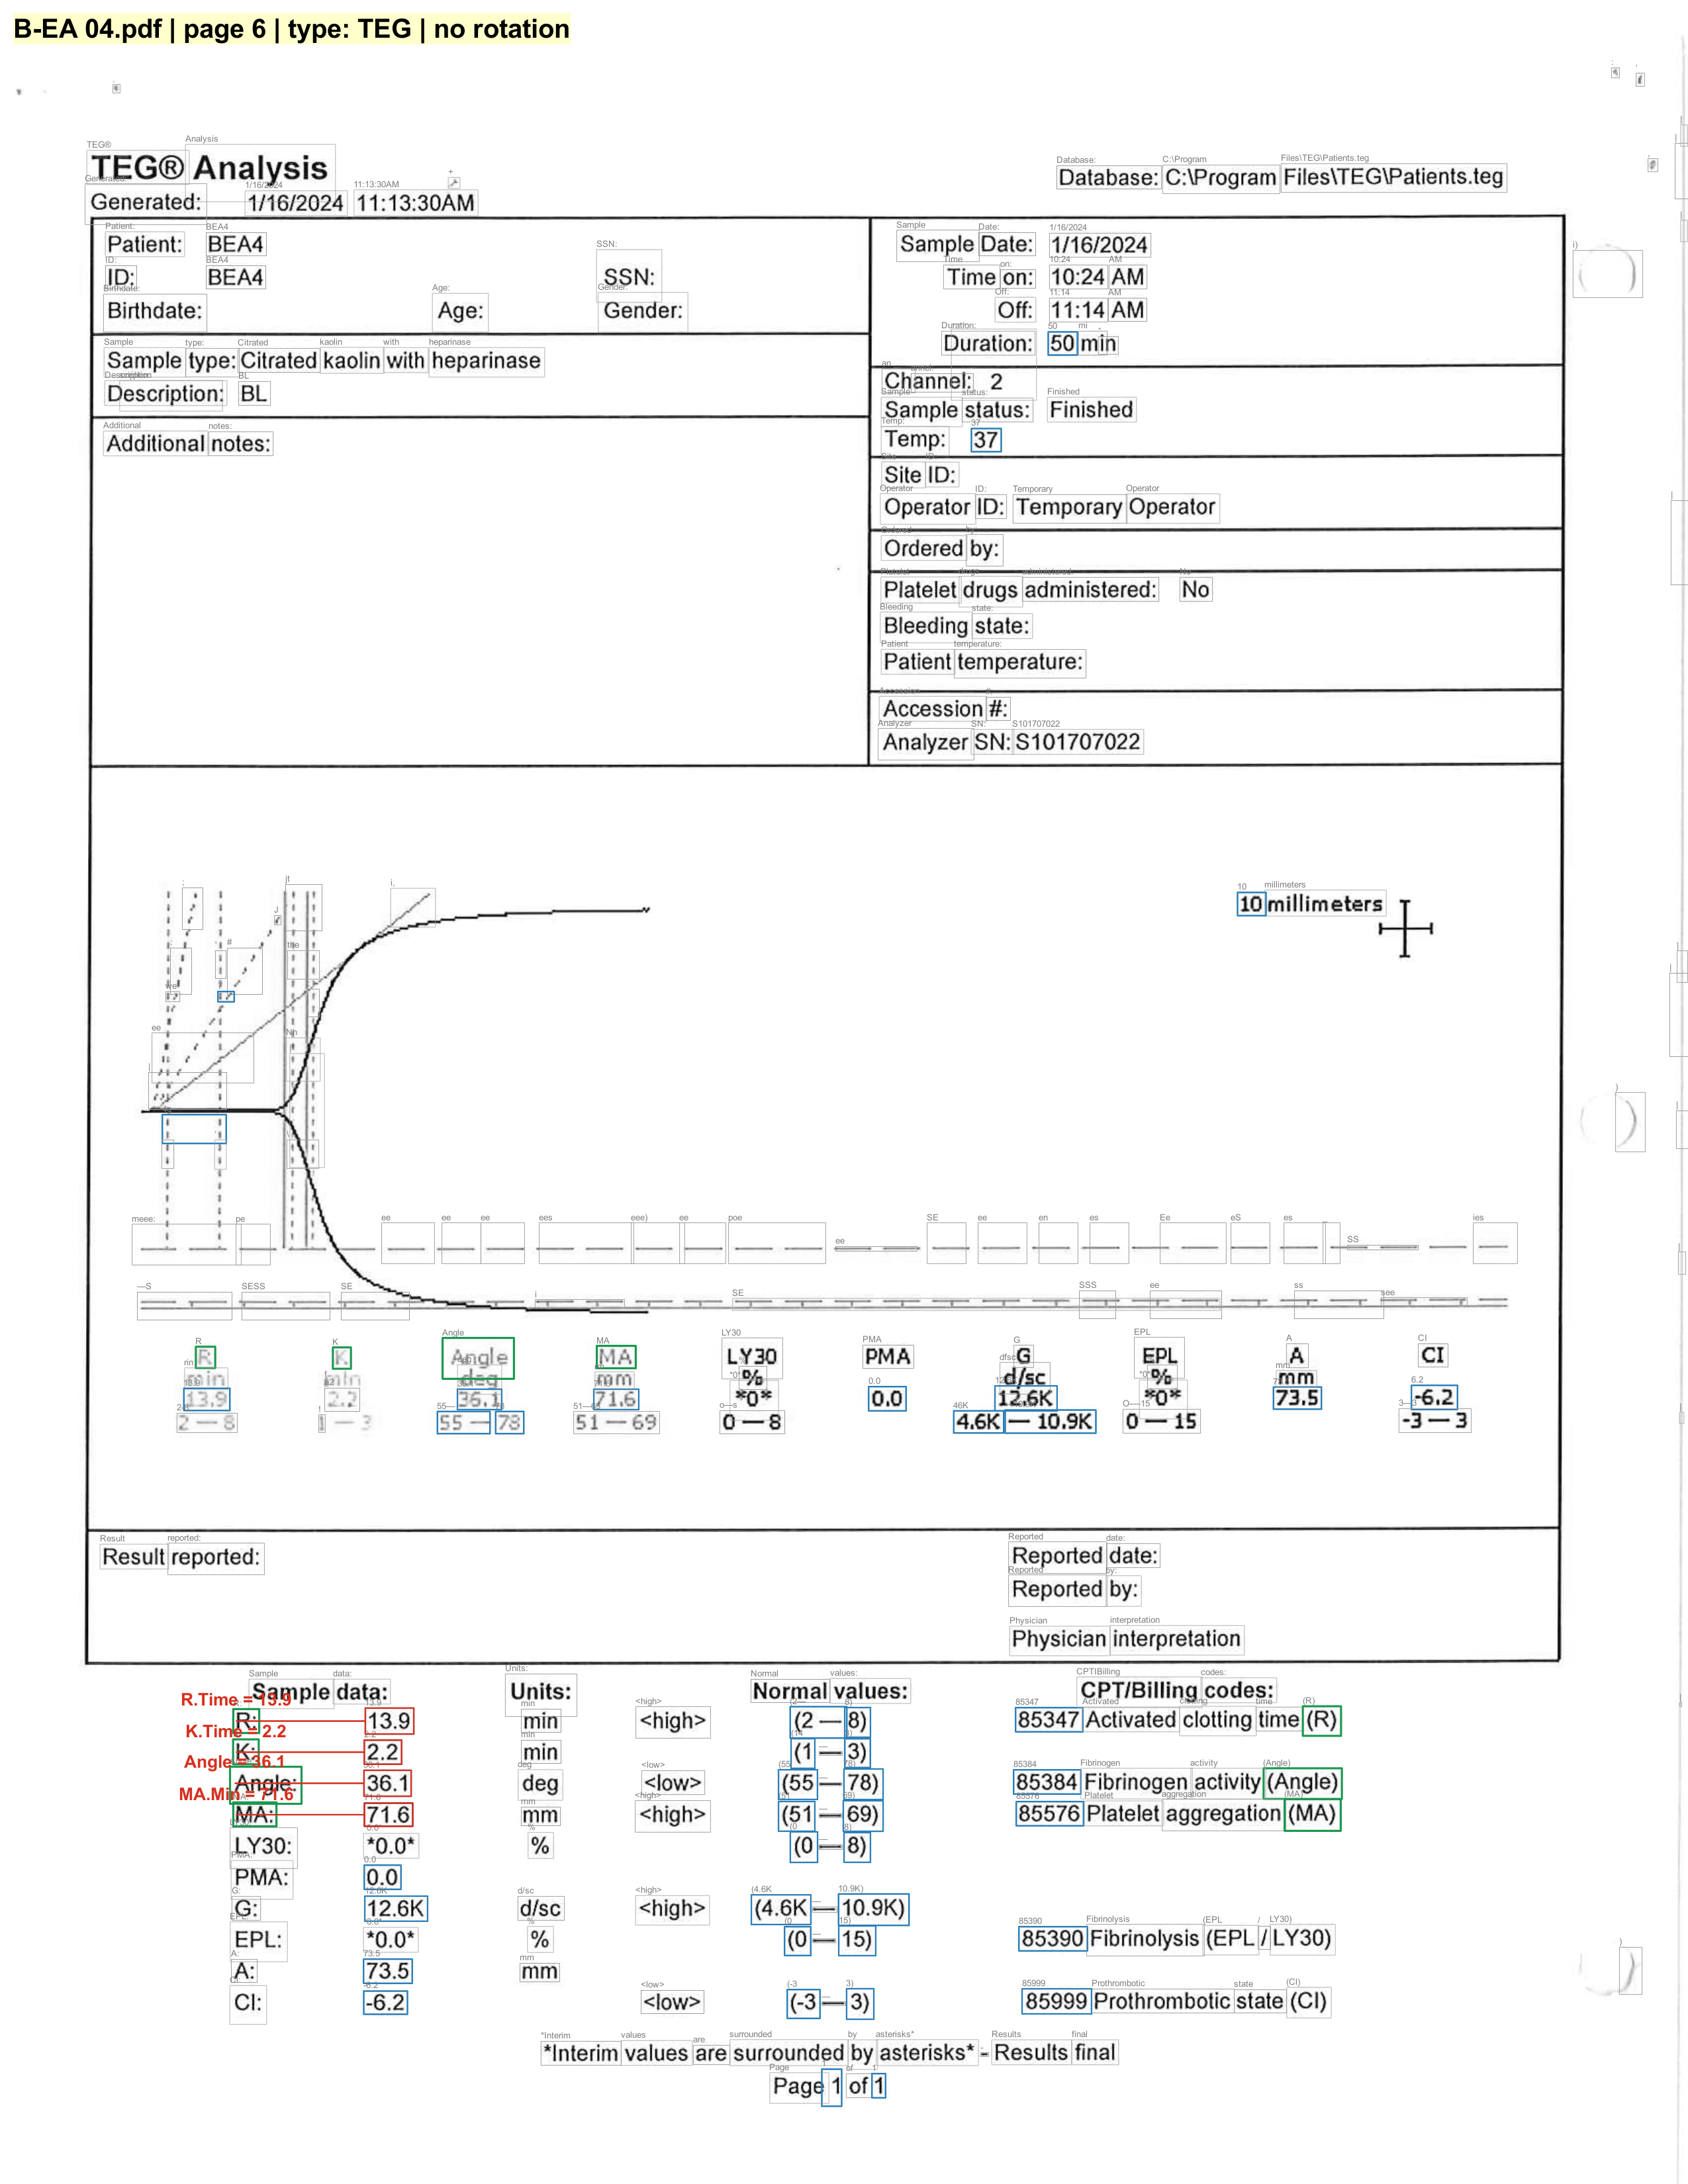 B-EA 04.pdf | page 6 | type: TEG | no rotation
TEG® Analysis
Generated: 1/16/2024 11:13:30AM
Database: C:\Program Files\TEG\Patients.teg
Patient: BEA4
ID: BEA4 SSN:
Birthdate: Age: Gender:
Sample type: Citrated kaolin with heparinase
Description: BL
Additional notes:
Sample Date: 1/16/2024
Time on: 10:24 AM
Off: 11:14 AM
Duration: 50 min
Channel: 2
Sample status: Finished
Temp: 37
Site ID:
Operator ID: Temporary Operator
Ordered by:
Platelet drugs administered: No
Bleeding state:
Patient temperature:
Accession #:
Analyzer SN: S101707022
10 millimeters
R K Angle MA LY30 PMA G EPL A CI
min min deg mm % d/sc % mm
13.9 2.2 36.1 71.6 *0* 0.0 12.6K *0* 73.5 -6.2
2 — 8 1 — 3 55 — 78 51 — 69 0 — 8 4.6K — 10.9K 0 — 15 -3 — 3
Result reported:
Reported date:
Reported by:
Physician interpretation
Sample data: Units: Normal values: CPT/Billing codes:
R.Time = 13.9
R: 13.9 min <high> (2 — 8) 85347 Activated clotting time (R)
K.Time = 2.2
K: 2.2 min (1 — 3)
Angle = 36.1
Angle: 36.1 deg <low> (55 — 78) 85384 Fibrinogen activity (Angle)
MA.Min = 71.6
MA: 71.6 mm <high> (51 — 69) 85576 Platelet aggregation (MA)
LY30: *0.0* % (0 — 8)
PMA: 0.0
G: 12.6K d/sc <high> (4.6K — 10.9K)
EPL: *0.0* % (0 — 15) 85390 Fibrinolysis (EPL / LY30)
A: 73.5 mm
CI: -6.2 <low> (-3 — 3) 85999 Prothrombotic state (CI)
*Interim values are surrounded by asterisks* - Results final
Page 1 of 1